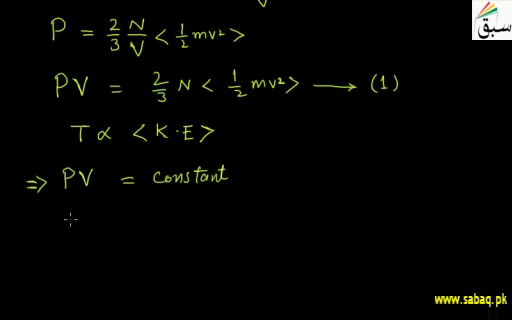 سبق
P = 2/3 N/V < 1/2 mv² >
PV = 2/3 N < 1/2 mv² > ⟶ (1)
T ∝ < K.E >
⇒ PV = constant
www.sabaq.pk